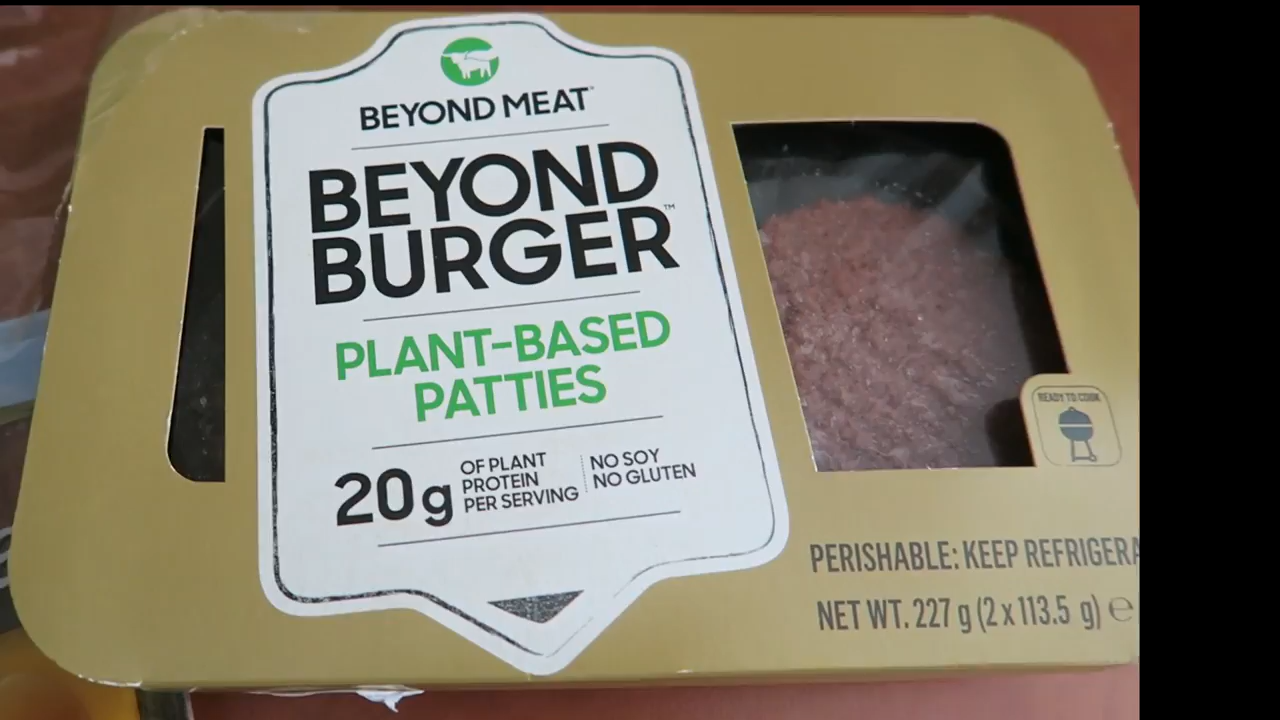 BEYOND MEAT™
BEYOND
BURGER™
PLANT-BASED
PATTIES
20g
OF PLANT
PROTEIN
PER SERVING
NO SOY
NO GLUTEN
READY TO COOK
PERISHABLE: KEEP REFRIGERA
NET WT. 227 g (2 x 113.5 g) ℮